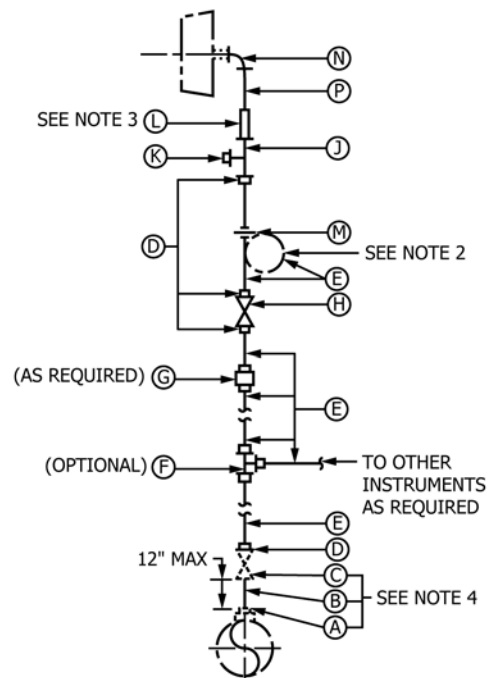 N
P
SEE NOTE 3 L
K
J
D
M
SEE NOTE 2
E
H
(AS REQUIRED) G
E
(OPTIONAL) F
TO OTHER
INSTRUMENTS
AS REQUIRED
E
D
12" MAX
C
B
SEE NOTE 4
A